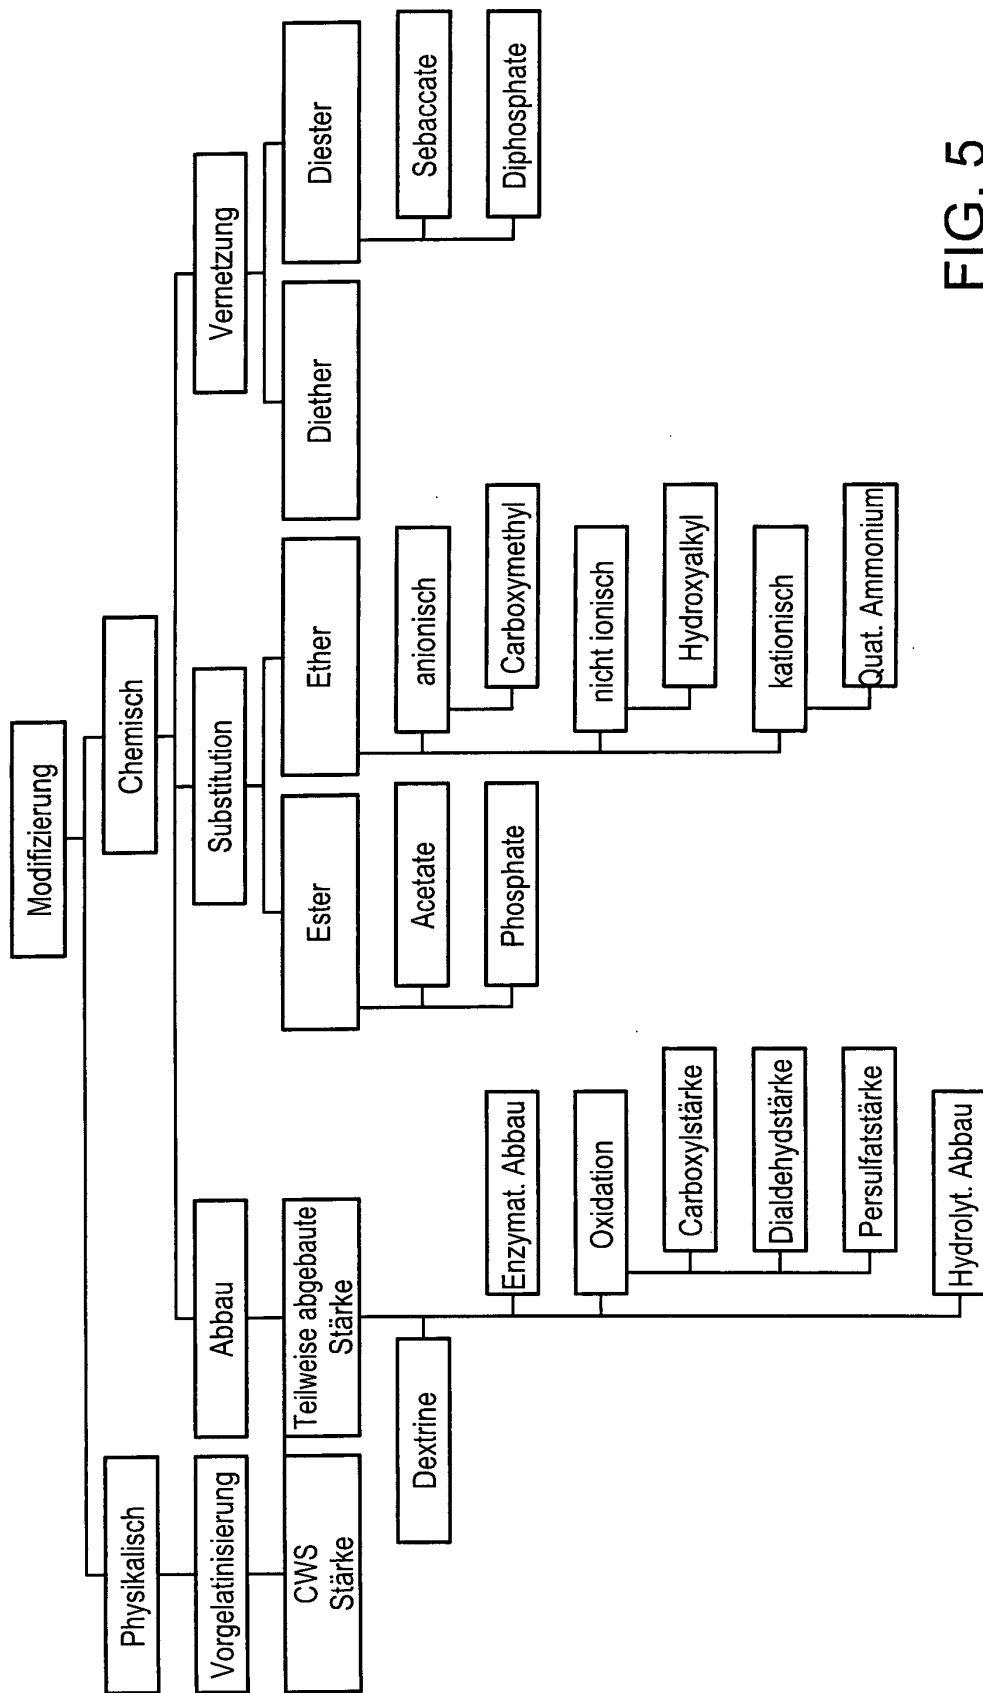 Modifizierung
Physikalisch
Chemisch
Vorgelatinisierung
Abbau
Substitution
Vernetzung
CWS
Stärke
Teilweise abgebaute
Stärke
Ester
Ether
Diether
Diester
Dextrine
Acetate
anionisch
Sebaccate
Enzymat. Abbau
Phosphate
Carboxymethyl
Diphosphate
Oxidation
nicht ionisch
Carboxylstärke
Hydroxyalkyl
Dialdehydstärke
kationisch
Persulfatstärke
Quat. Ammonium
Hydrolyt. Abbau
FIG. 5